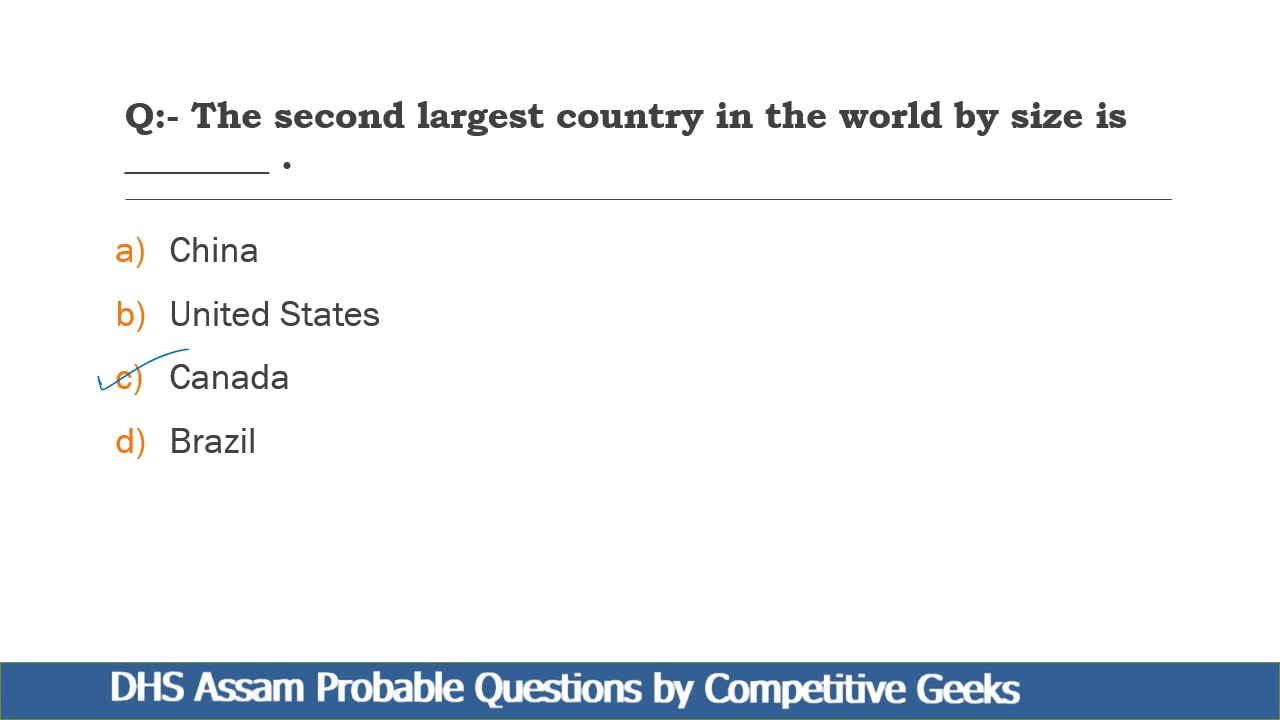 Q:- The second largest country in the world by size is
________ .
a) China
b) United States
c) Canada
d) Brazil
DHS Assam Probable Questions by Competitive Geeks